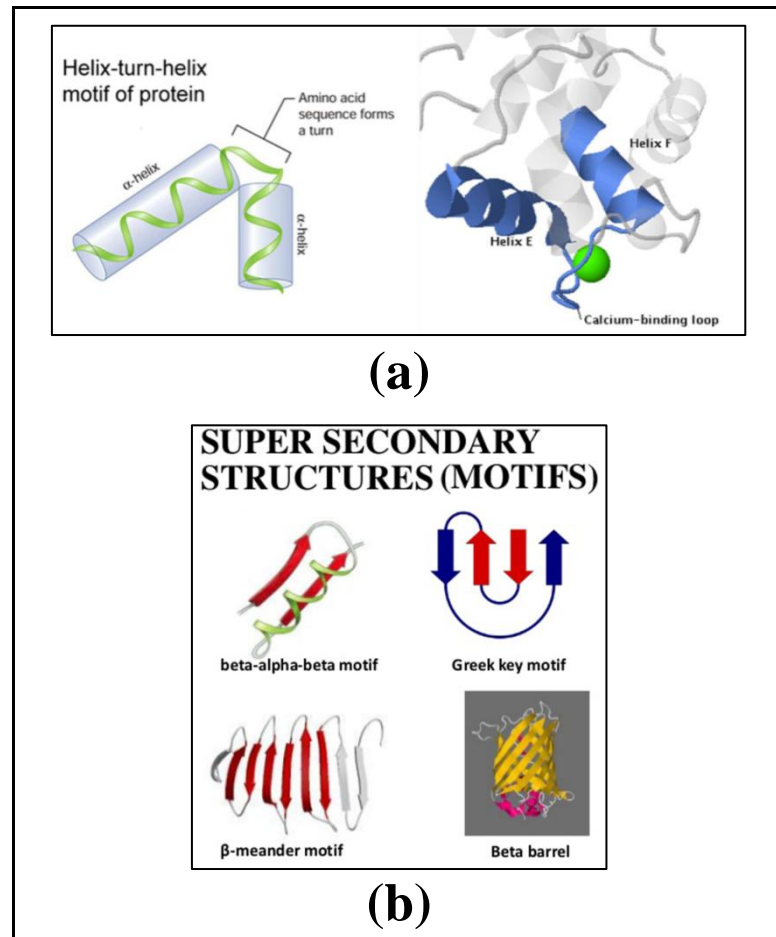 Helix-turn-helix
motif of protein
Amino acid
sequence forms
a turn
α-helix
α-helix
Helix F
Helix E
Calcium-binding loop
(a)
SUPER SECONDARY
STRUCTURES (MOTIFS)
beta-alpha-beta motif
Greek key motif
β-meander motif
Beta barrel
(b)